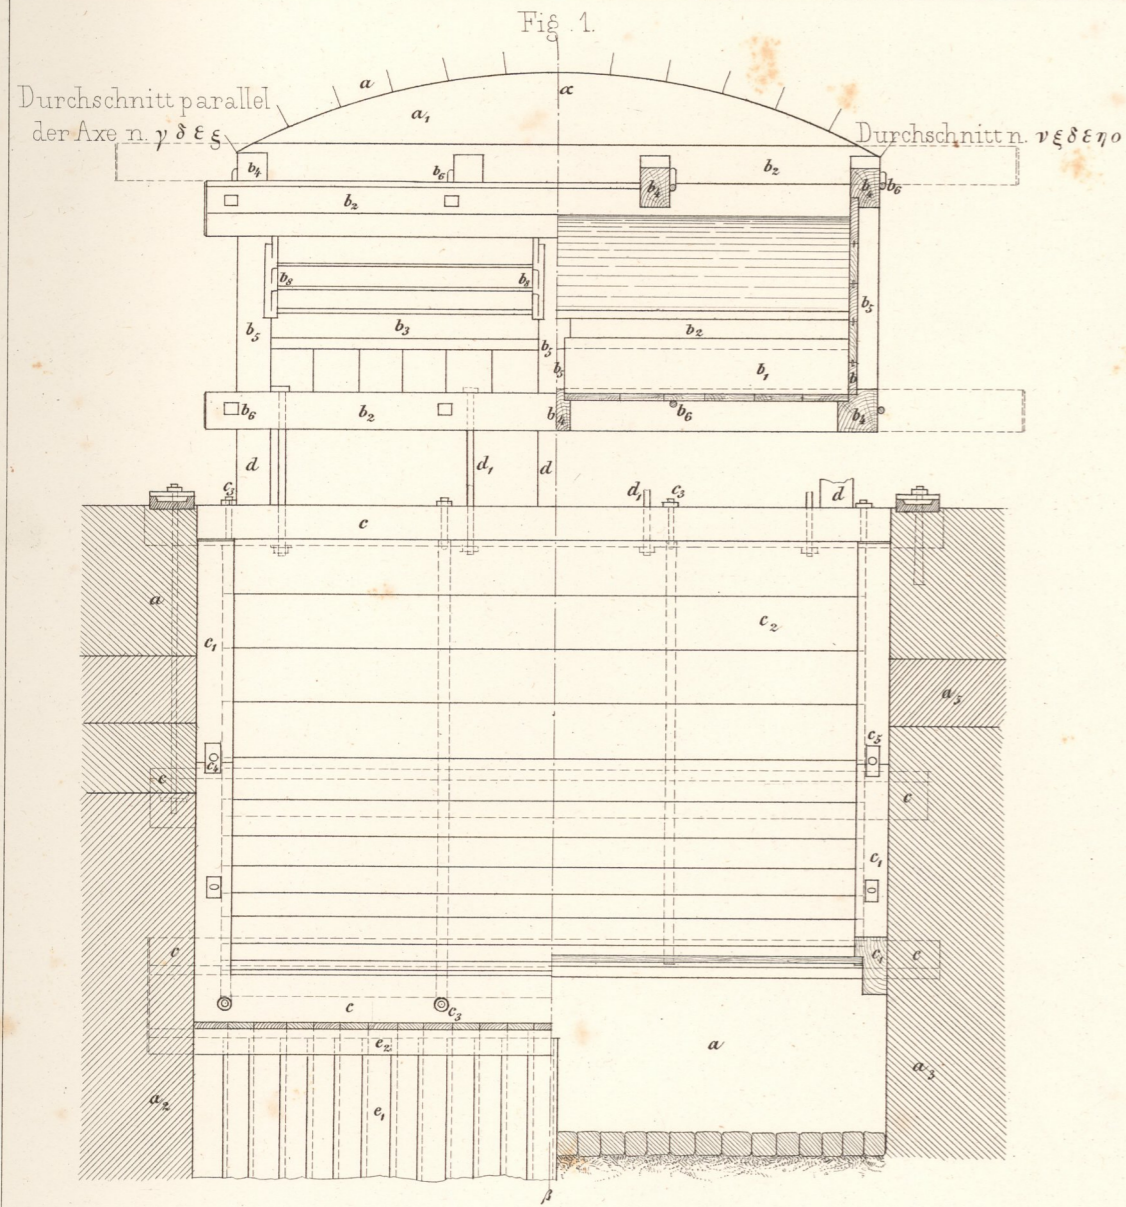 Fig. 1.
a
α
Durchschnitt parallel
der Axe n. γ δ ε ξ
a₁
Durchschnitt n. ν ξ δ ε η ο
b₄
b₆
b₂
b₄
b₄
b₆
b₂
b₈
b₈
b₅
b₃
b₅
b₂
b₅
b₅
b₁
b
b₆
b₂
b₄
b₆
b₄
d
d₁
d
d₁
c₃
d
c₃
c
a
c₁
c₂
a₅
c₅
c₄
c
c
c₁
c
c₁
c
c
c₃
e₂
a
a₂
e₁
a₃
β